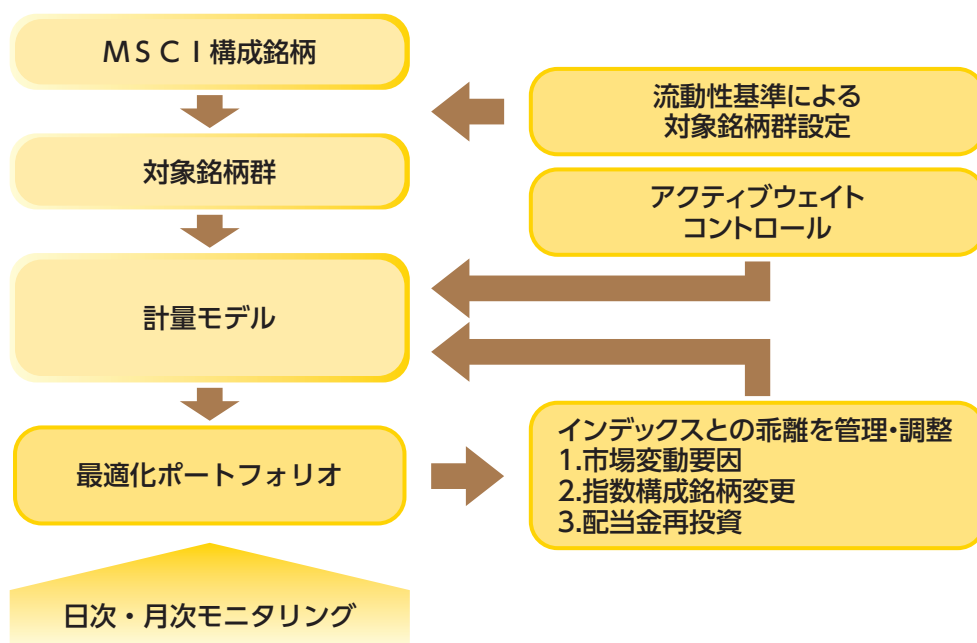 ＭＳＣＩ構成銘柄
流動性基準による
対象銘柄群設定
対象銘柄群
アクティブウェイト
コントロール
計量モデル
最適化ポートフォリオ
インデックスとの乖離を管理・調整
1.市場変動要因
2.指数構成銘柄変更
3.配当金再投資
日次・月次モニタリング